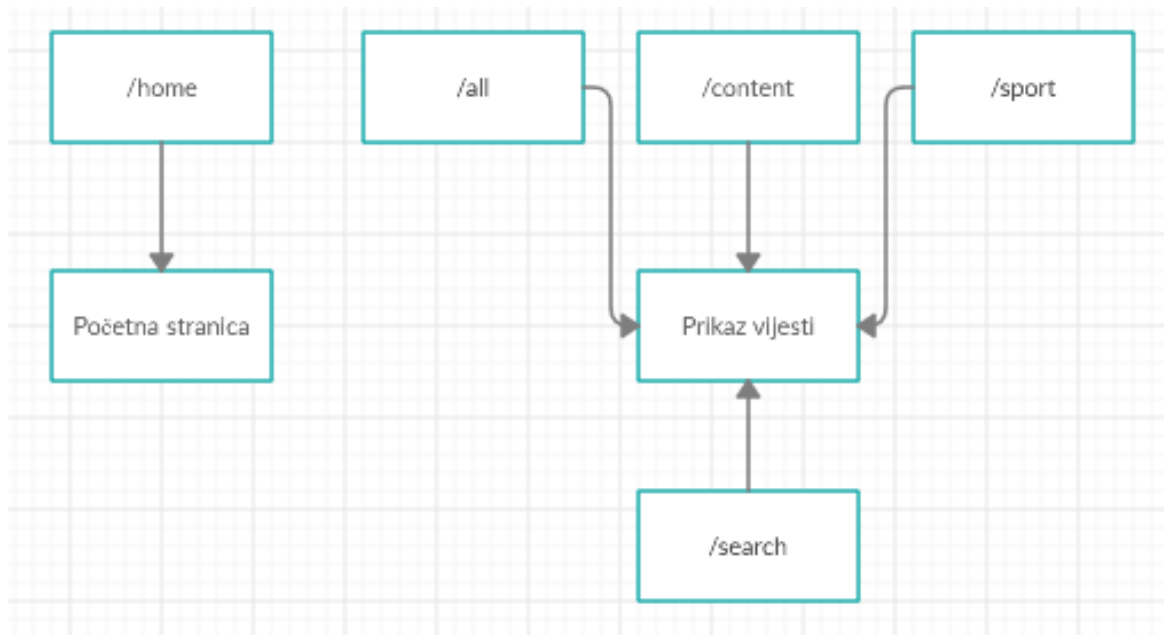 /home
/all
/content
/sport
Početna stranica
Prikaz vijesti
/search